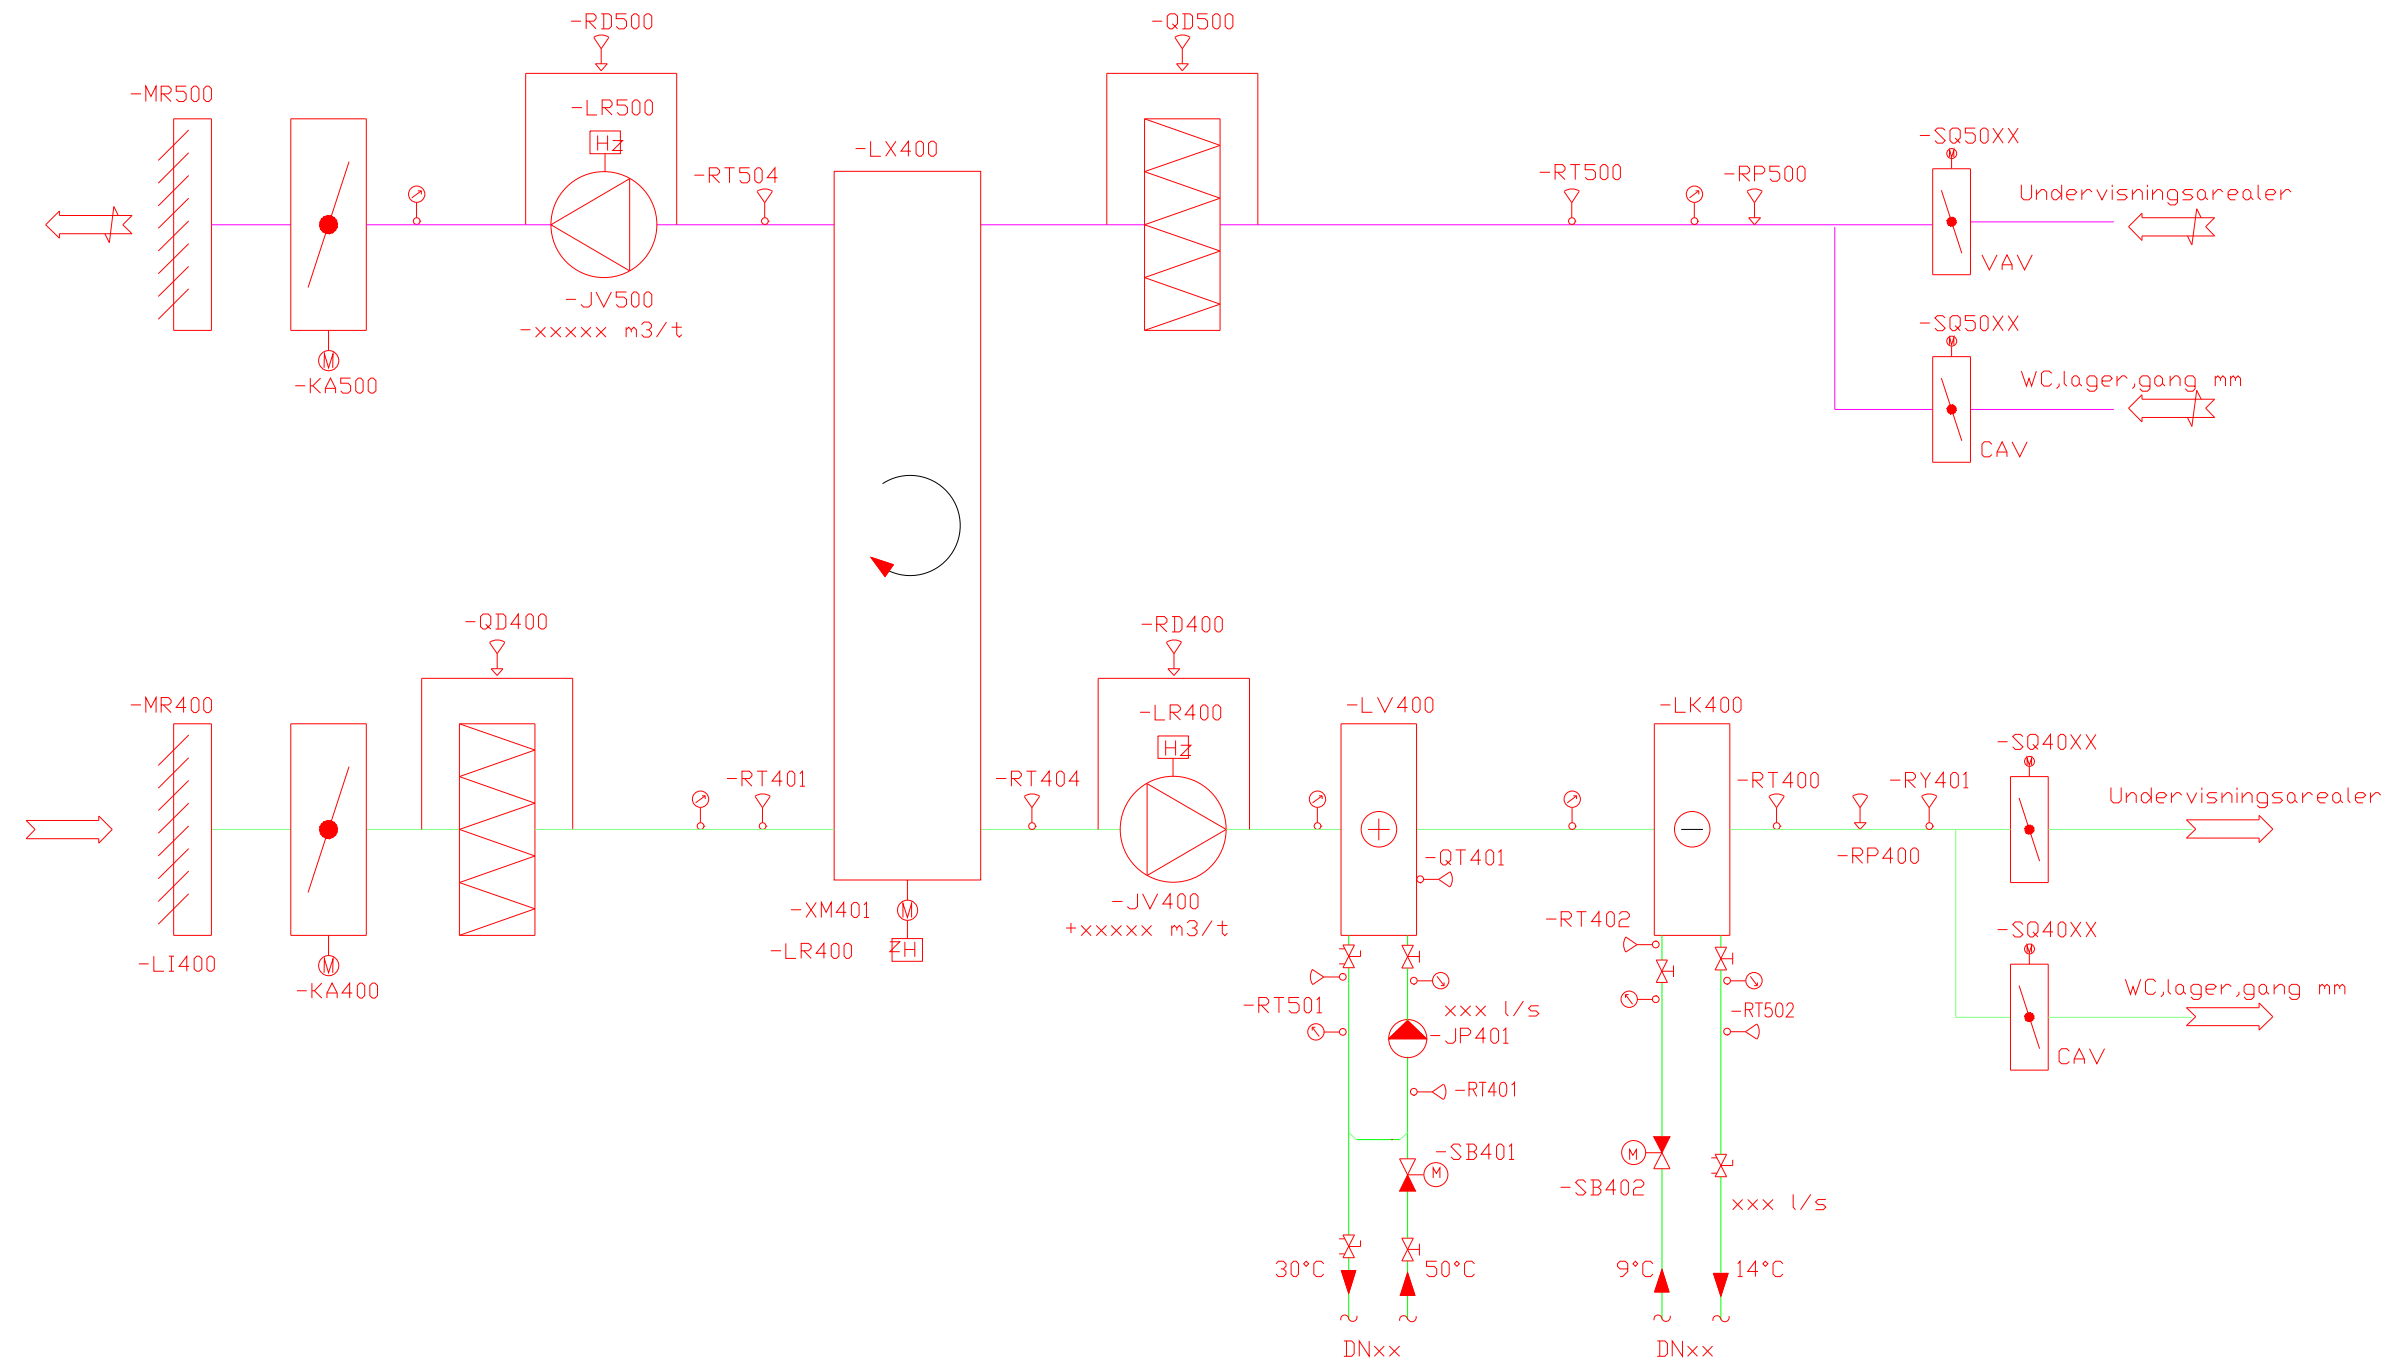 -RD500
-QD500
-MR500
-LR500
Hz
-LX400
-SQ50XX
M
-RT504
-RT500
-RP500
Undervisningsarealer
VAV
-JV500
-xxxxx m3/t
M
-KA500
-SQ50XX
M
WC,lager,gang mm
CAV
-QD400
-RD400
-MR400
-LR400
Hz
-LV400
-LK400
-SQ40XX
M
-RT401
-RT404
-RT400
-RY401
Undervisningsarealer
-RP400
-QT401
-JV400
+xxxxx m3/t
-XM401
M
-LR400
ZH
-LI400
M
-KA400
-RT402
-SQ40XX
M
WC,lager,gang mm
CAV
-RT501
xxx l/s
-JP401
-RT502
-RT401
-SB401
M
M
-SB402
xxx l/s
30°C
50°C
9°C
14°C
DNxx
DNxx